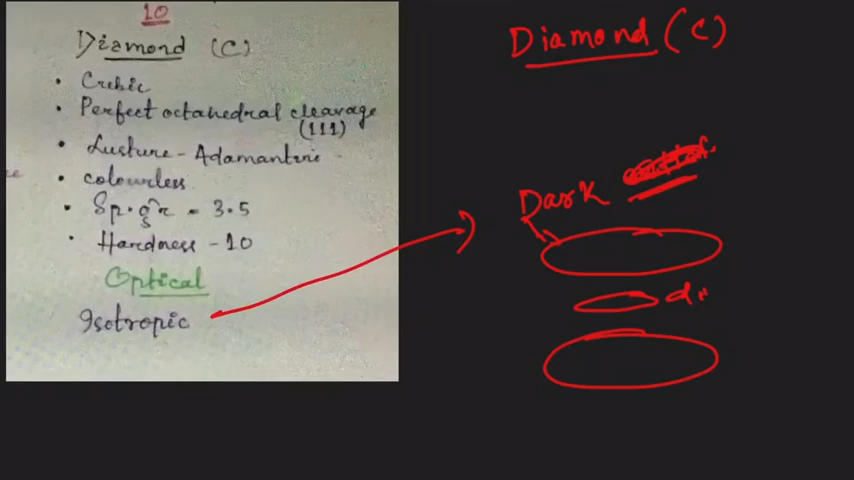 10
Diamond (C)
• Cubic
• Perfect octahedral cleavage
(111)
• Lusture - Adamantine
• colourless
• Sp. gr = 3.5
• Hardness - 10
Optical
Isotropic
Diamond (C)
Dark